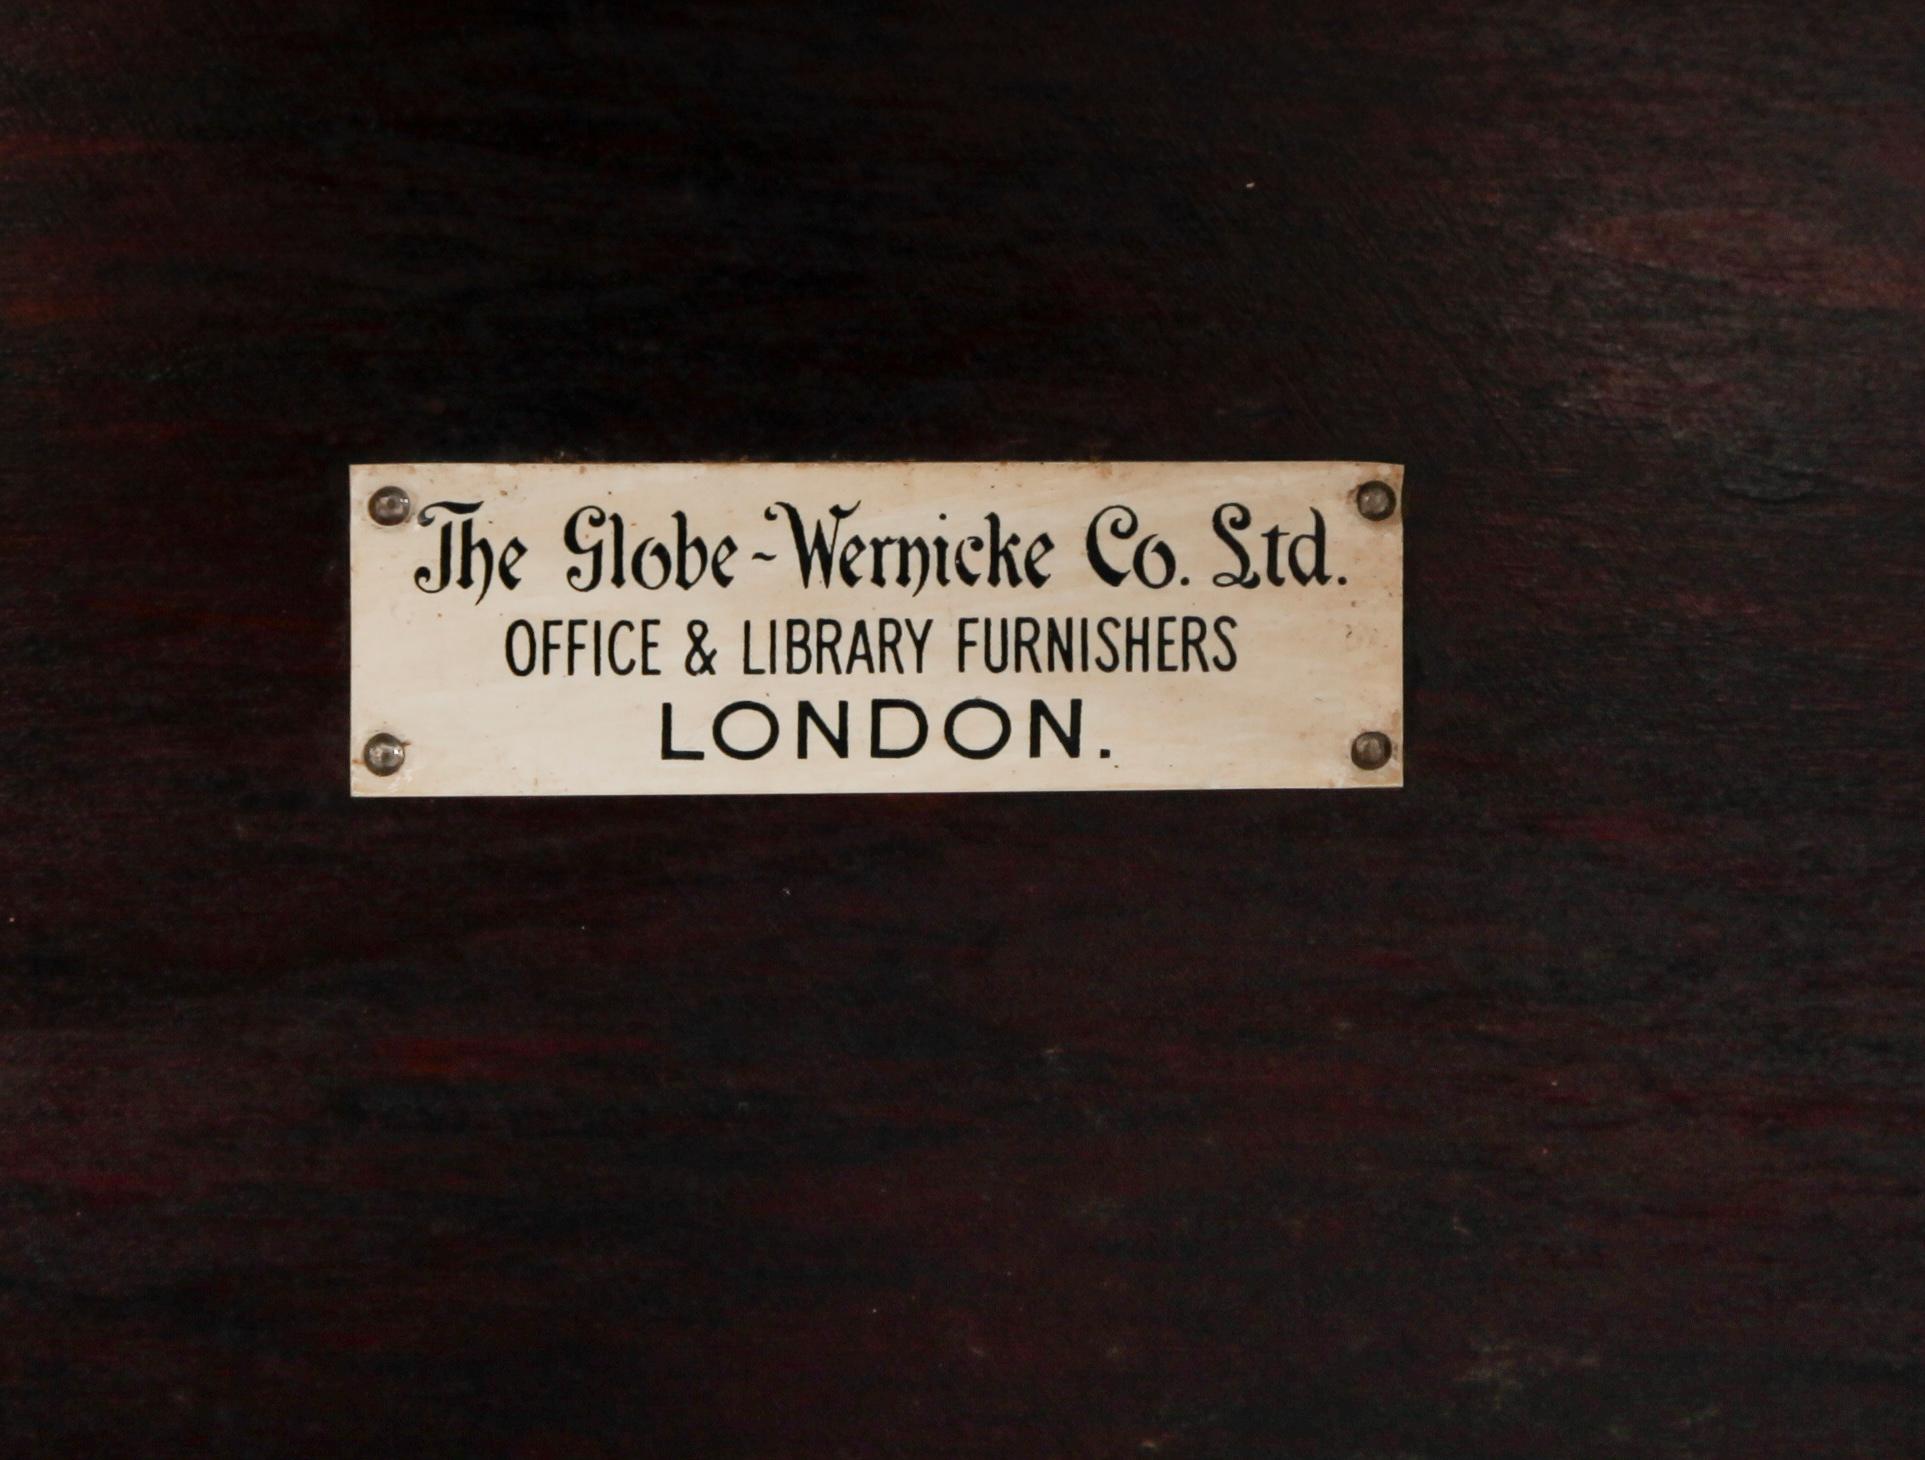 The Globe-Wernicke Co. Ltd.
OFFICE & LIBRARY FURNISHERS
LONDON.